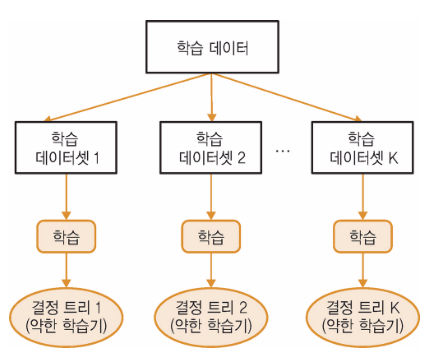 학습 데이터
학습
데이터셋 1
학습
데이터셋 2
...
학습
데이터셋 K
학습
학습
학습
결정 트리 1
(약한 학습기)
결정 트리 2
(약한 학습기)
결정 트리 K
(약한 학습기)